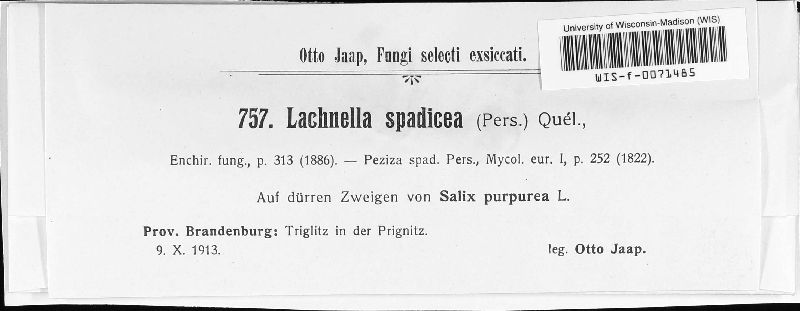 University of Wisconsin-Madison (WIS)
WIS-f-0071485
Otto Jaap, Fungi selecti exsiccati.
757. Lachnella spadicea (Pers.) Quél.,
Enchir. fung., p. 313 (1886). — Peziza spad. Pers., Mycol. eur. I, p. 252 (1822).
Auf dürren Zweigen von Salix purpurea L.
Prov. Brandenburg: Triglitz in der Prignitz.
9. X. 1913. leg. Otto Jaap.